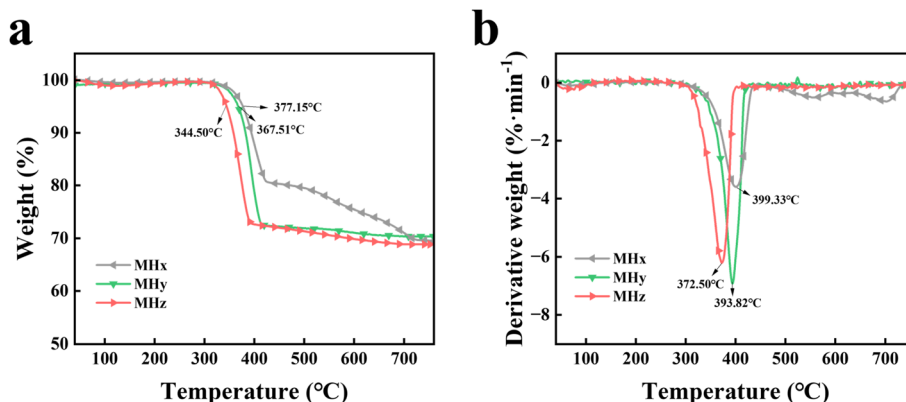 a
Weight (%)
100
90
80
70
60
50
377.15℃
367.51℃
344.50℃
MHx
MHy
MHz
100 200 300 400 500 600 700
Temperature (℃)
b
Derivative weight (%·min⁻¹)
0
−2
−4
−6
−8
399.33℃
372.50℃
393.82℃
MHx
MHy
MHz
100 200 300 400 500 600 700
Temperature (℃)